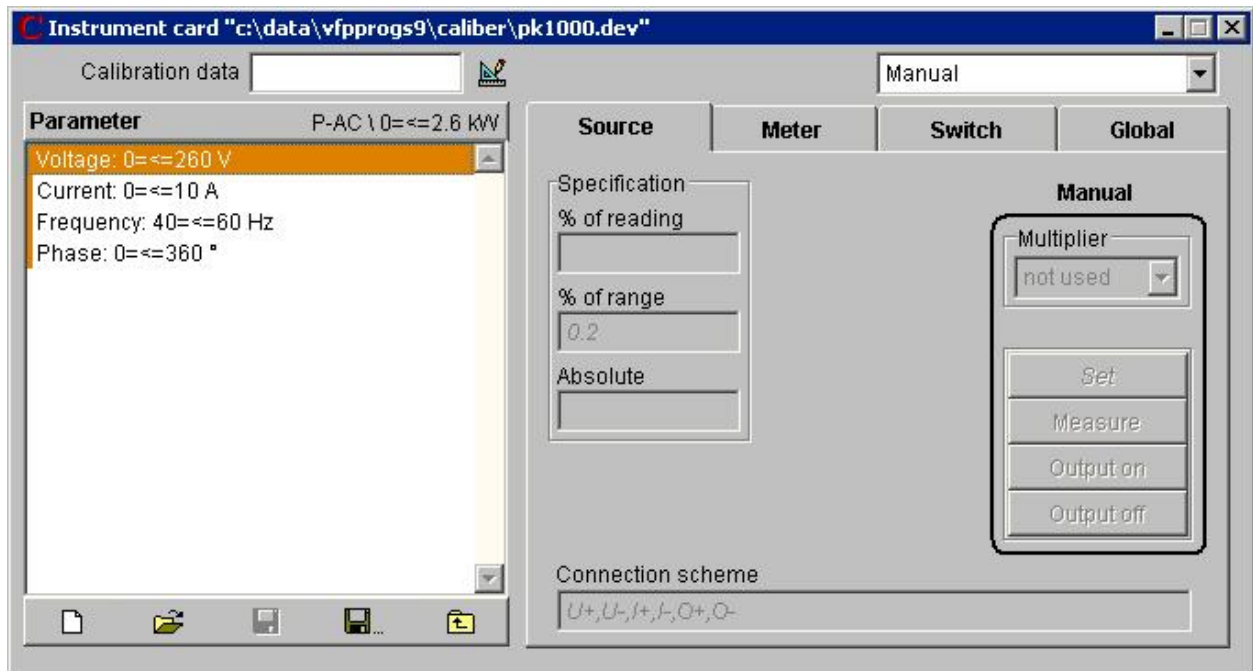 Instrument card "c:\data\vfpprogs9\caliber\pk1000.dev"
Calibration data
Manual
Parameter P-AC \ 0=<=2.6 kW
Voltage: 0=<=260 V
Current: 0=<=10 A
Frequency: 40=<=60 Hz
Phase: 0=<=360 °
Source Meter Switch Global
Specification
% of reading
% of range
0.2
Absolute
Manual
Multiplier
not used
Set
Measure
Output on
Output off
Connection scheme
U+,U-,I+,I-,O+,O-